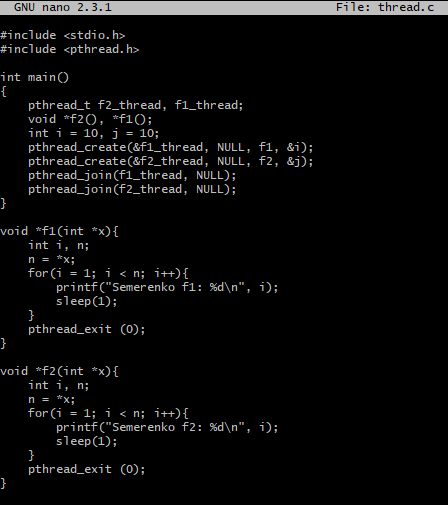 GNU nano 2.3.1 File: thread.c
#include <stdio.h>
#include <pthread.h>
int main()
{
    pthread_t f2_thread, f1_thread;
    void *f2(), *f1();
    int i = 10, j = 10;
    pthread_create(&f1_thread, NULL, f1, &i);
    pthread_create(&f2_thread, NULL, f2, &j);
    pthread_join(f1_thread, NULL);
    pthread_join(f2_thread, NULL);
}
void *f1(int *x){
    int i, n;
    n = *x;
    for(i = 1; i < n; i++){
        printf("Semerenko f1: %d\n", i);
        sleep(1);
    }
    pthread_exit (0);
}
void *f2(int *x){
    int i, n;
    n = *x;
    for(i = 1; i < n; i++){
        printf("Semerenko f2: %d\n", i);
        sleep(1);
    }
    pthread_exit (0);
}